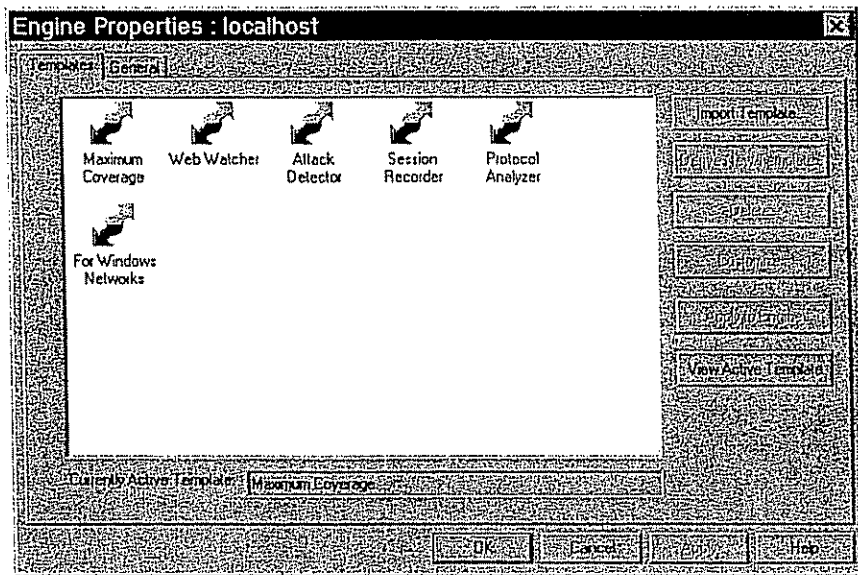 Engine Properties : localhost
Templates
General
Maximum Coverage
Web Watcher
Attack Detector
Session Recorder
Protocol Analyzer
For Windows Networks
Import Template
View Active Template
Currently Active Template:
Maximum Coverage
OK
Cancel
Apply
Help